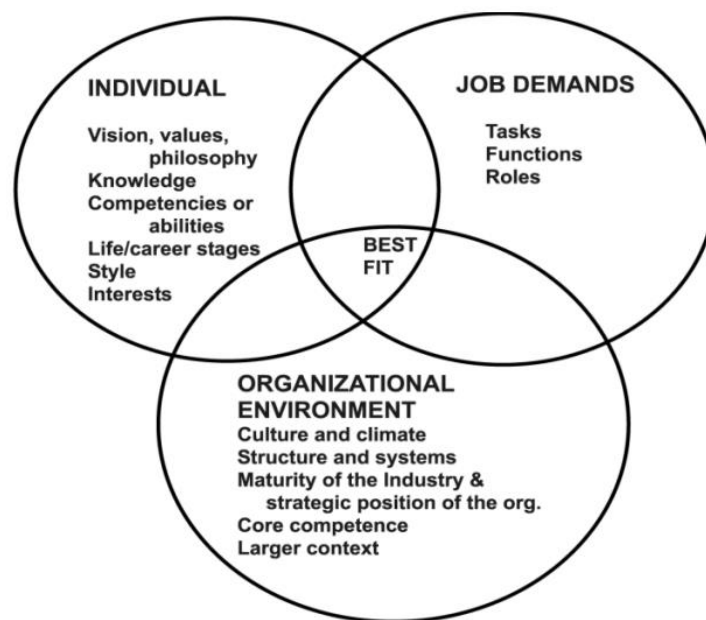 INDIVIDUAL
Vision, values,
philosophy
Knowledge
Competencies or
abilities
Life/career stages
Style
Interests
JOB DEMANDS
Tasks
Functions
Roles
BEST
FIT
ORGANIZATIONAL
ENVIRONMENT
Culture and climate
Structure and systems
Maturity of the Industry &
strategic position of the org.
Core competence
Larger context